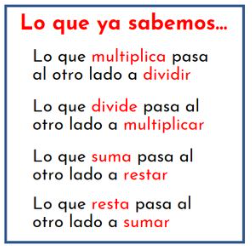 Lo que ya sabemos...
Lo que multiplica pasa
al otro lado a dividir
Lo que divide pasa al
otro lado a multiplicar
Lo que suma pasa al
otro lado a restar
Lo que resta pasa al
otro lado a sumar